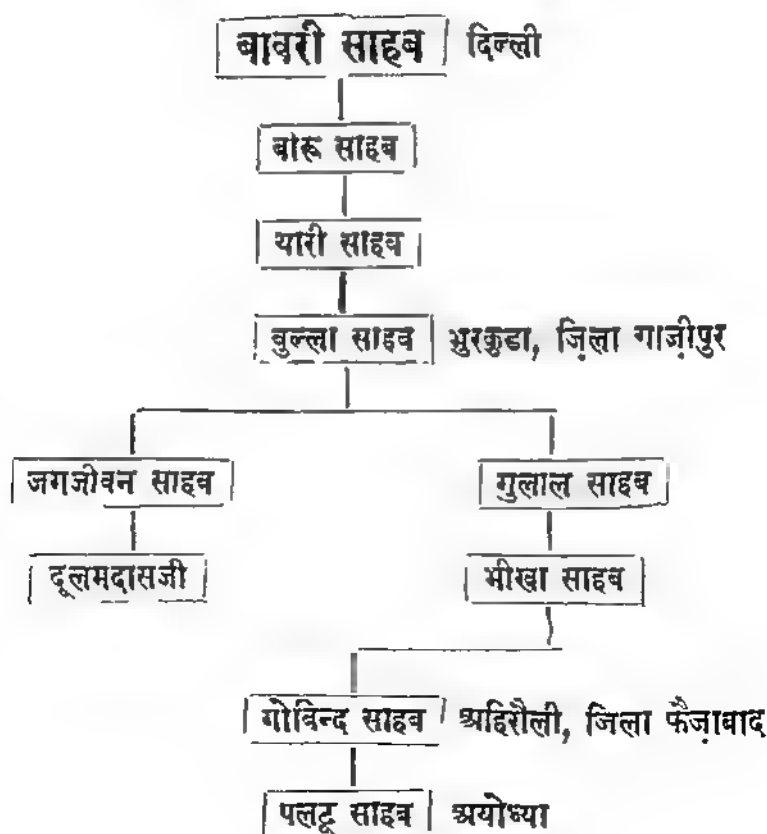 बावरी साहब दिल्ली
बारू साहब
यारी साहब
बुल्ला साहब भुरकुडा, ज़िला गाज़ीपुर
जगजीवन साहब गुलाल साहब
दूलमदासजी भीखा साहब
गोविन्द साहब अहिरौली, जिला फैज़ाबाद
पलटू साहब अयोध्या